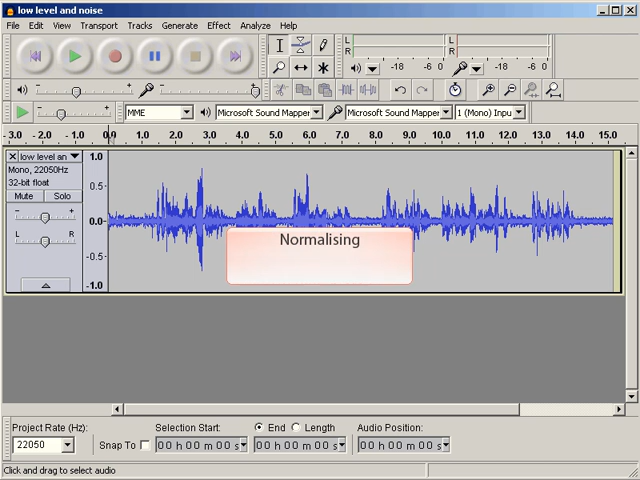 low level and noise
File Edit View Transport Tracks Generate Effect Analyze Help
L
R
-18 -6 0
L
R
-18 -6 0
MME
Microsoft Sound Mapper
Microsoft Sound Mapper
1 (Mono) Inpu
- 3.0 - 2.0 - 1.0 0.0 1.0 2.0 3.0 4.0 5.0 6.0 7.0 8.0 9.0 10.0 11.0 12.0 13.0 14.0 15.0
low level an
Mono, 22050Hz
32-bit float
Mute Solo
- +
L R
1.0
0.5-
0.0-
-0.5-
-1.0
Normalising
Project Rate (Hz):
22050
Snap To
Selection Start:
End Length
Audio Position:
00 h 00 m 00 s
00 h 00 m 00 s
00 h 00 m 00 s
Click and drag to select audio